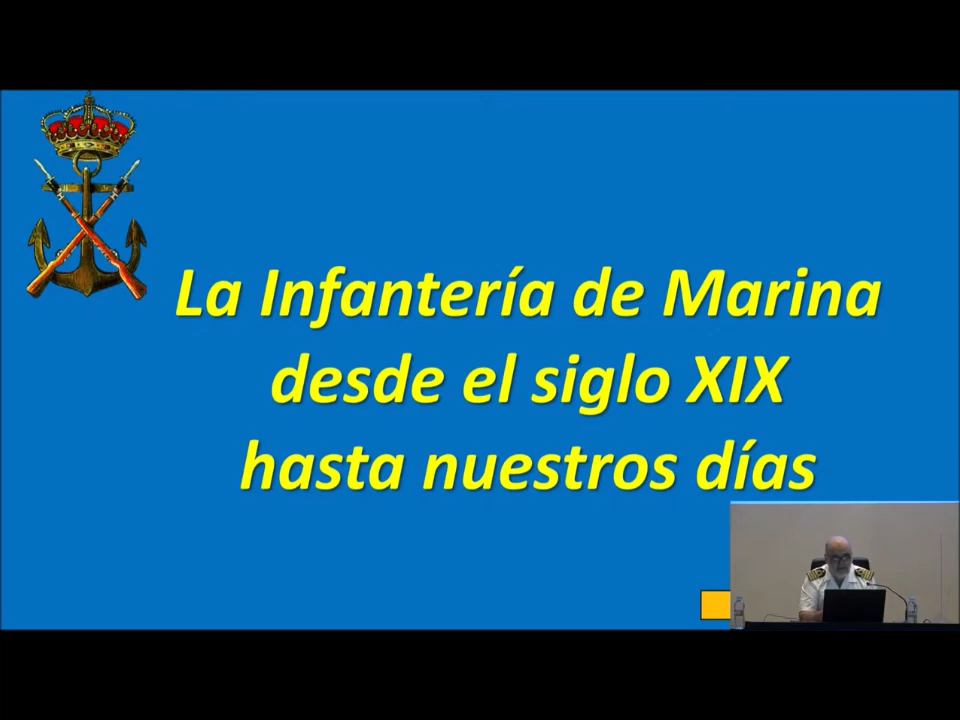 La Infantería de Marina
desde el siglo XIX
hasta nuestros días